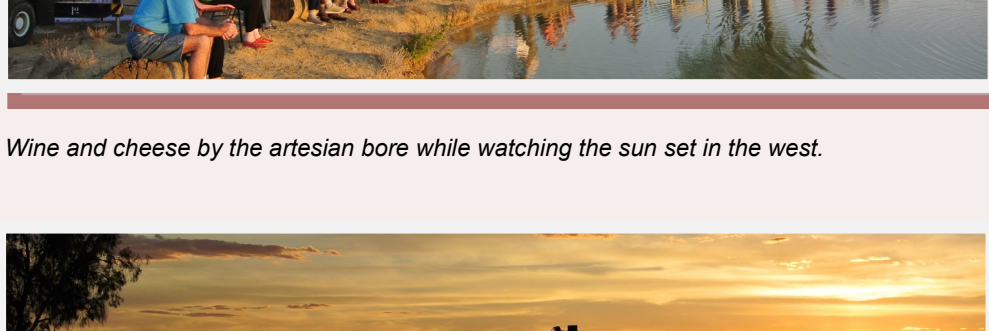 Wine and cheese by the artesian bore while watching the sun set in the west.